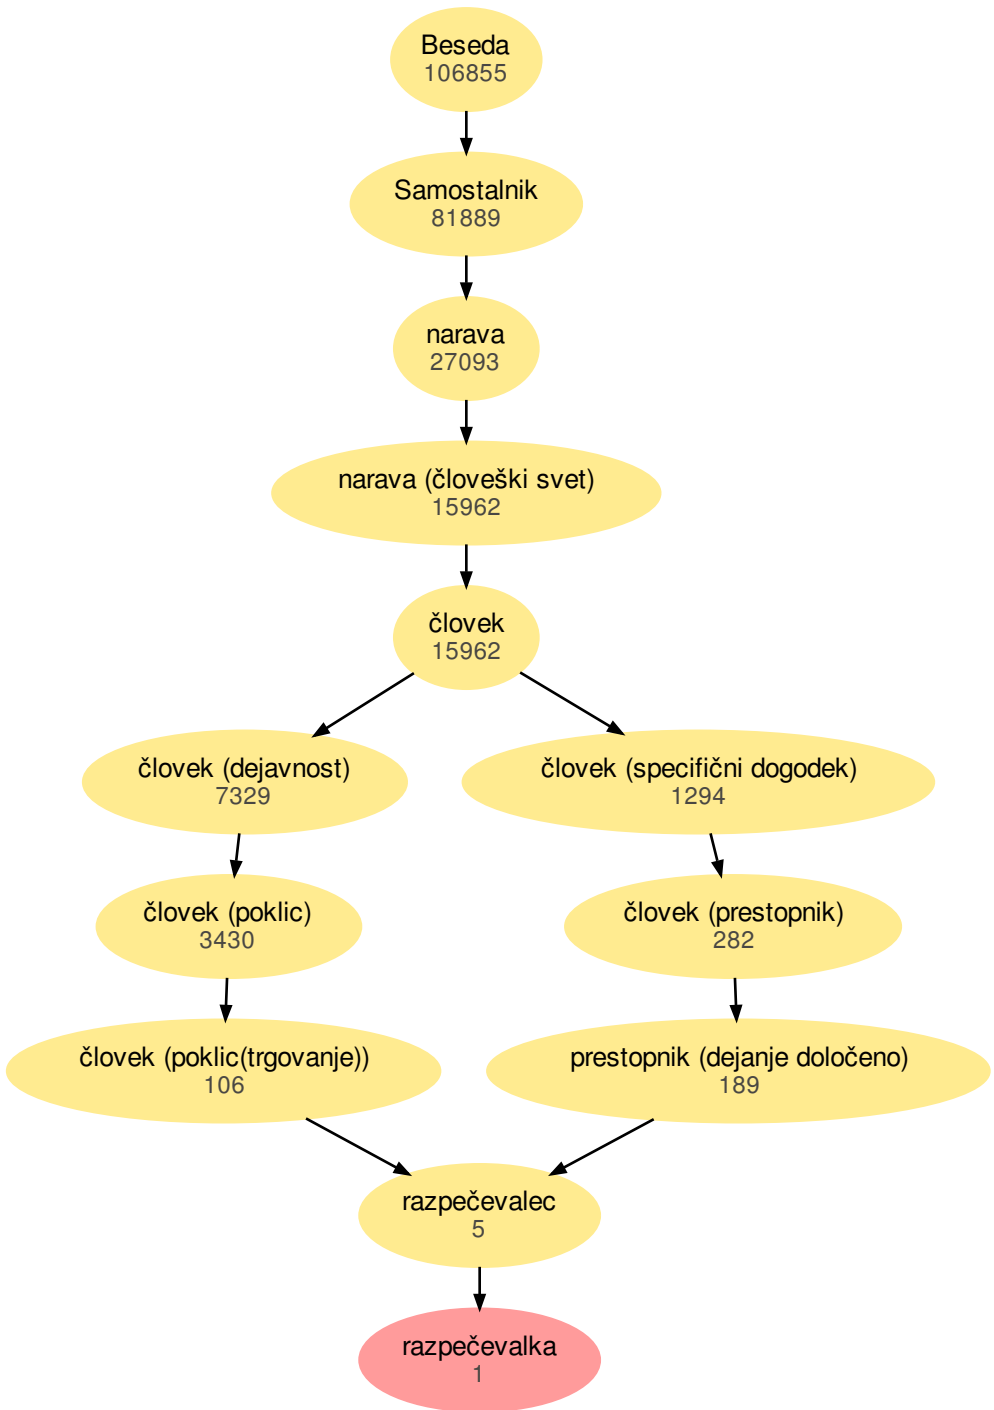 Beseda
106855
Samostalnik
81889
narava
27093
narava (človeški svet)
15962
človek
15962
človek (dejavnost)
7329
človek (specifični dogodek)
1294
človek (poklic)
3430
človek (prestopnik)
282
človek (poklic(trgovanje))
106
prestopnik (dejanje določeno)
189
razpečevalec
5
razpečevalka
1